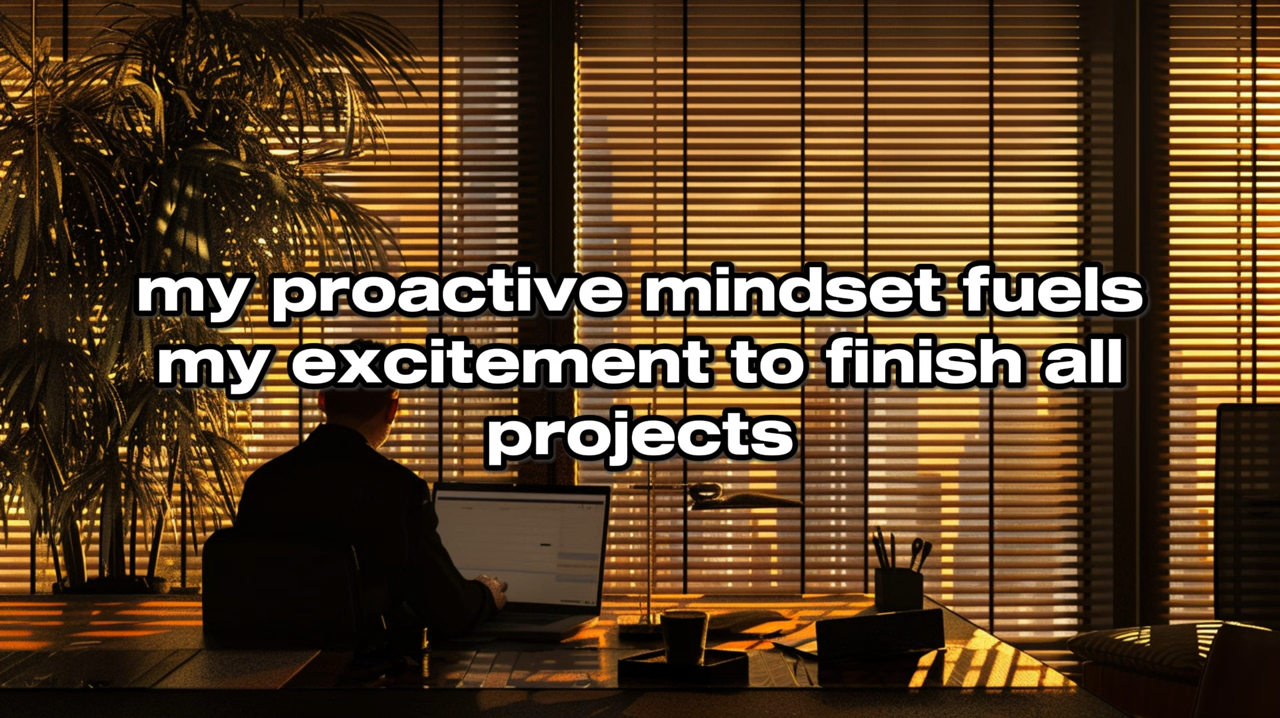 my proactive mindset fuels
my excitement to finish all
projects